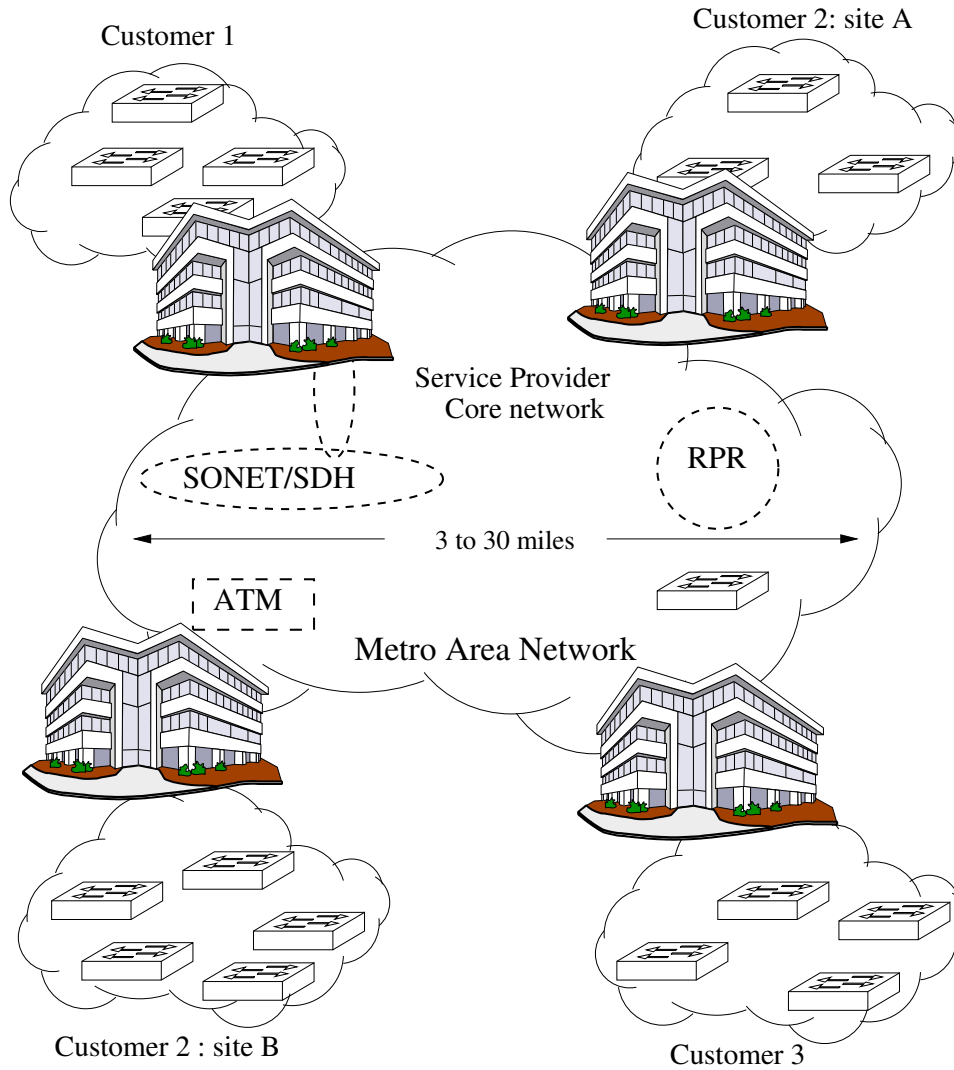 Customer 1
Customer 2: site A
Service Provider
Core network
SONET/SDH
RPR
3 to 30 miles
ATM
Metro Area Network
Customer 2 : site B
Customer 3